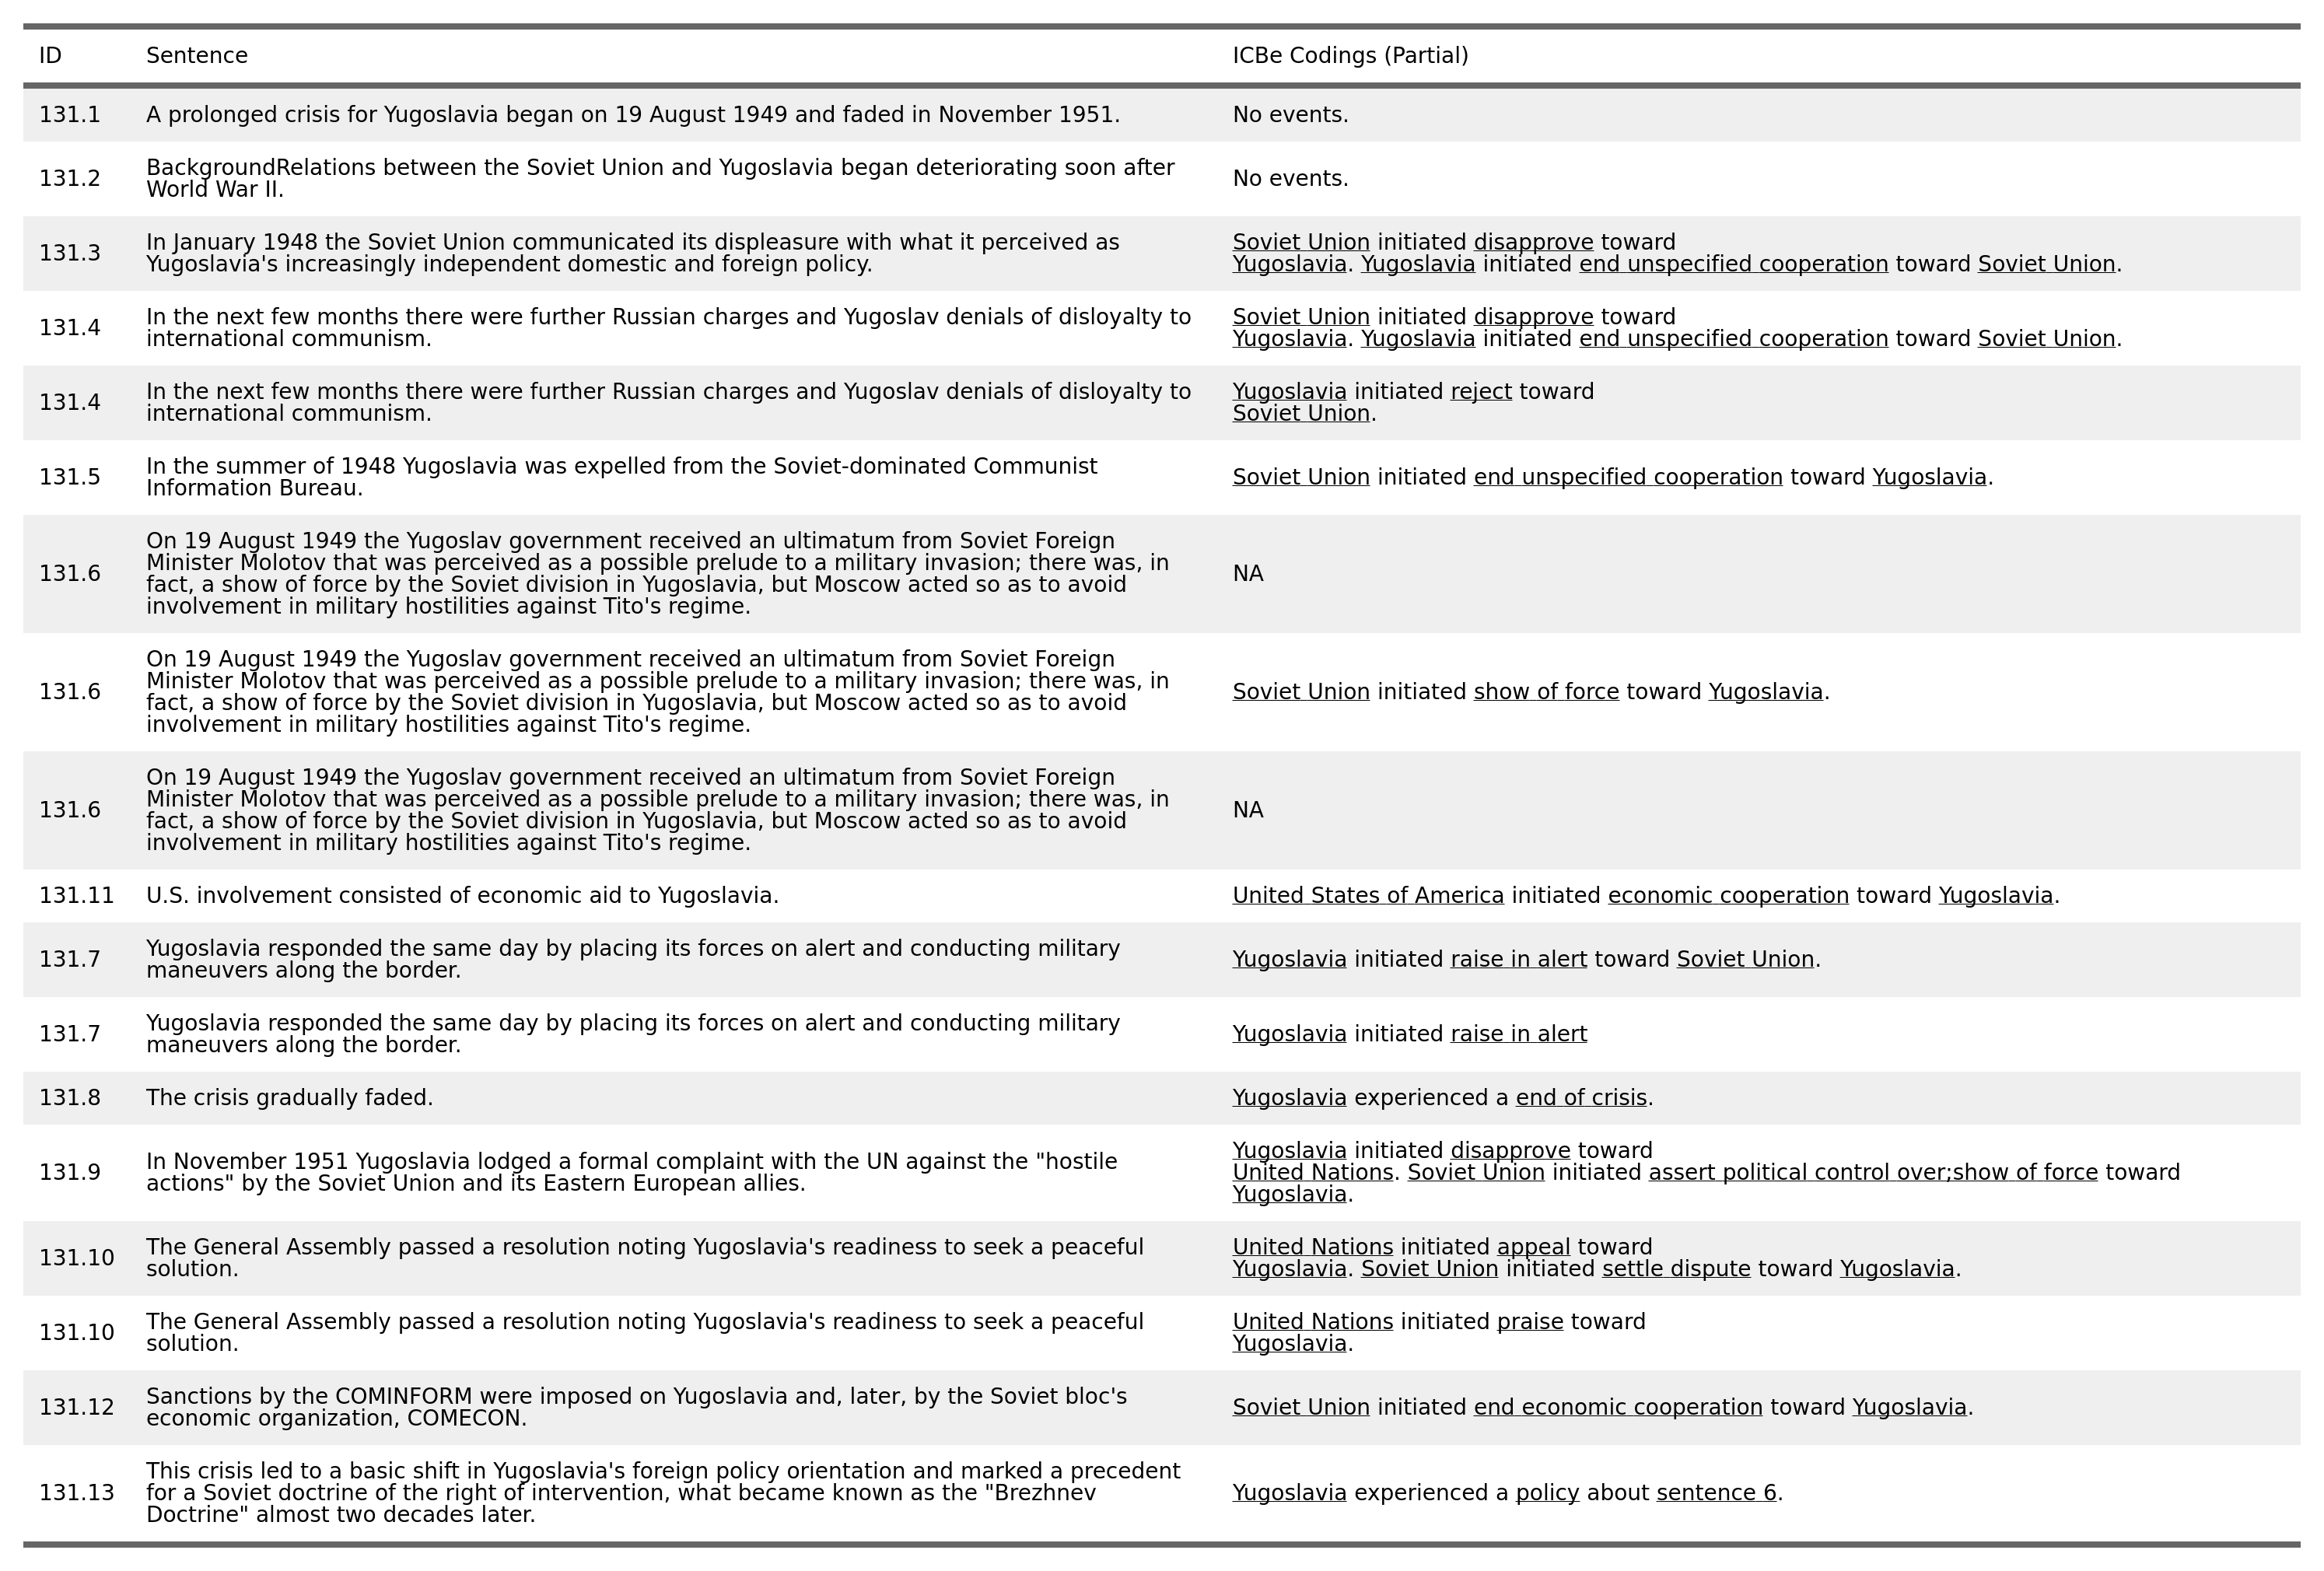 ID Sentence ICBe Codings (Partial)
131.1 A prolonged crisis for Yugoslavia began on 19 August 1949 and faded in November 1951. No events.
131.2 BackgroundRelations between the Soviet Union and Yugoslavia began deteriorating soon after
World War II. No events.
131.3 In January 1948 the Soviet Union communicated its displeasure with what it perceived as
Yugoslavia's increasingly independent domestic and foreign policy. Soviet Union initiated disapprove toward
Yugoslavia. Yugoslavia initiated end unspecified cooperation toward Soviet Union.
131.4 In the next few months there were further Russian charges and Yugoslav denials of disloyalty to
international communism. Soviet Union initiated disapprove toward
Yugoslavia. Yugoslavia initiated end unspecified cooperation toward Soviet Union.
131.4 In the next few months there were further Russian charges and Yugoslav denials of disloyalty to
international communism. Yugoslavia initiated reject toward
Soviet Union.
131.5 In the summer of 1948 Yugoslavia was expelled from the Soviet-dominated Communist
Information Bureau. Soviet Union initiated end unspecified cooperation toward Yugoslavia.
131.6 On 19 August 1949 the Yugoslav government received an ultimatum from Soviet Foreign
Minister Molotov that was perceived as a possible prelude to a military invasion; there was, in
fact, a show of force by the Soviet division in Yugoslavia, but Moscow acted so as to avoid
involvement in military hostilities against Tito's regime. NA
131.6 On 19 August 1949 the Yugoslav government received an ultimatum from Soviet Foreign
Minister Molotov that was perceived as a possible prelude to a military invasion; there was, in
fact, a show of force by the Soviet division in Yugoslavia, but Moscow acted so as to avoid
involvement in military hostilities against Tito's regime. Soviet Union initiated show of force toward Yugoslavia.
131.6 On 19 August 1949 the Yugoslav government received an ultimatum from Soviet Foreign
Minister Molotov that was perceived as a possible prelude to a military invasion; there was, in
fact, a show of force by the Soviet division in Yugoslavia, but Moscow acted so as to avoid
involvement in military hostilities against Tito's regime. NA
131.11 U.S. involvement consisted of economic aid to Yugoslavia. United States of America initiated economic cooperation toward Yugoslavia.
131.7 Yugoslavia responded the same day by placing its forces on alert and conducting military
maneuvers along the border. Yugoslavia initiated raise in alert toward Soviet Union.
131.7 Yugoslavia responded the same day by placing its forces on alert and conducting military
maneuvers along the border. Yugoslavia initiated raise in alert
131.8 The crisis gradually faded. Yugoslavia experienced a end of crisis.
131.9 In November 1951 Yugoslavia lodged a formal complaint with the UN against the "hostile
actions" by the Soviet Union and its Eastern European allies. Yugoslavia initiated disapprove toward
United Nations. Soviet Union initiated assert political control over;show of force toward
Yugoslavia.
131.10 The General Assembly passed a resolution noting Yugoslavia's readiness to seek a peaceful
solution. United Nations initiated appeal toward
Yugoslavia. Soviet Union initiated settle dispute toward Yugoslavia.
131.10 The General Assembly passed a resolution noting Yugoslavia's readiness to seek a peaceful
solution. United Nations initiated praise toward
Yugoslavia.
131.12 Sanctions by the COMINFORM were imposed on Yugoslavia and, later, by the Soviet bloc's
economic organization, COMECON. Soviet Union initiated end economic cooperation toward Yugoslavia.
131.13 This crisis led to a basic shift in Yugoslavia's foreign policy orientation and marked a precedent
for a Soviet doctrine of the right of intervention, what became known as the "Brezhnev
Doctrine" almost two decades later. Yugoslavia experienced a policy about sentence 6.